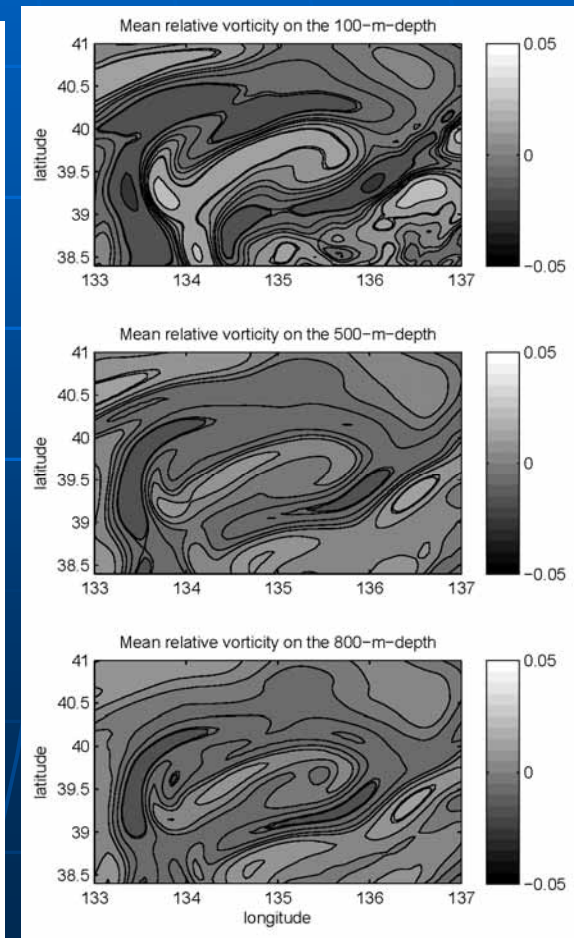 Mean relative vorticity on the 100-m-depth
41
40.5
40
39.5
39
38.5
latitude
133 134 135 136 137
0.05
0
-0.05
Mean relative vorticity on the 500-m-depth
41
40.5
40
39.5
39
38.5
latitude
133 134 135 136 137
0.05
0
-0.05
Mean relative vorticity on the 800-m-depth
41
40.5
40
39.5
39
38.5
latitude
133 134 135 136 137
longitude
0.05
0
-0.05